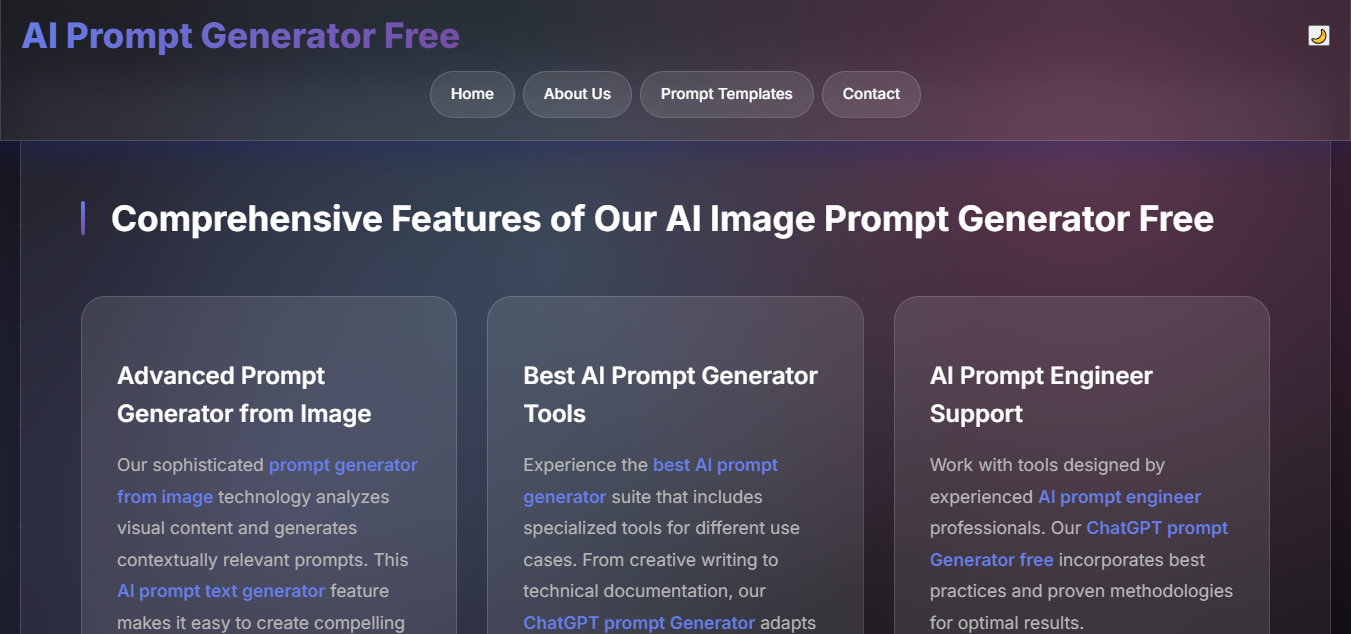 AI Prompt Generator Free
Home
About Us
Prompt Templates
Contact
Comprehensive Features of Our AI Image Prompt Generator Free
Advanced Prompt
Generator from Image
Our sophisticated prompt generator
from image technology analyzes
visual content and generates
contextually relevant prompts. This
AI prompt text generator feature
makes it easy to create compelling
Best AI Prompt Generator
Tools
Experience the best AI prompt
generator suite that includes
specialized tools for different use
cases. From creative writing to
technical documentation, our
ChatGPT prompt Generator adapts
AI Prompt Engineer
Support
Work with tools designed by
experienced AI prompt engineer
professionals. Our ChatGPT prompt
Generator free incorporates best
practices and proven methodologies
for optimal results.